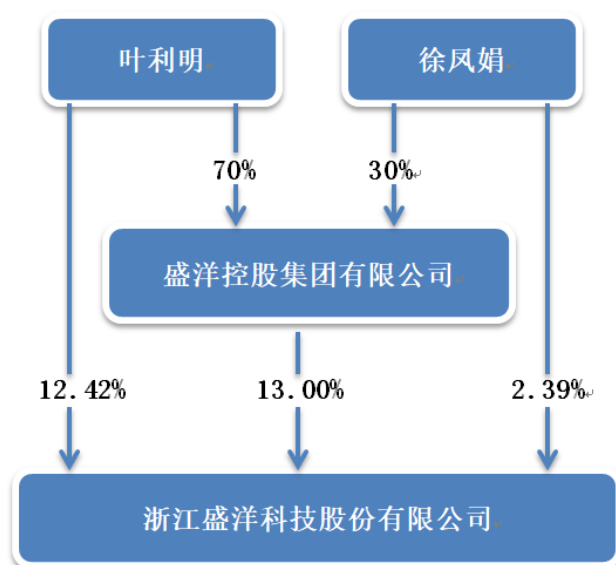 叶利明
徐凤娟
70%
30%
盛洋控股集团有限公司
12.42%
13.00%
2.39%
浙江盛洋科技股份有限公司